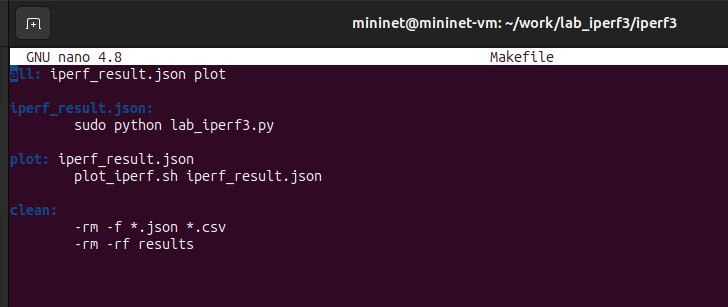 mininet@mininet-vm: ~/work/lab_iperf3/iperf3
GNU nano 4.8 Makefile
all: iperf_result.json plot
iperf_result.json:
sudo python lab_iperf3.py
plot: iperf_result.json
plot_iperf.sh iperf_result.json
clean:
-rm -f *.json *.csv
-rm -rf results